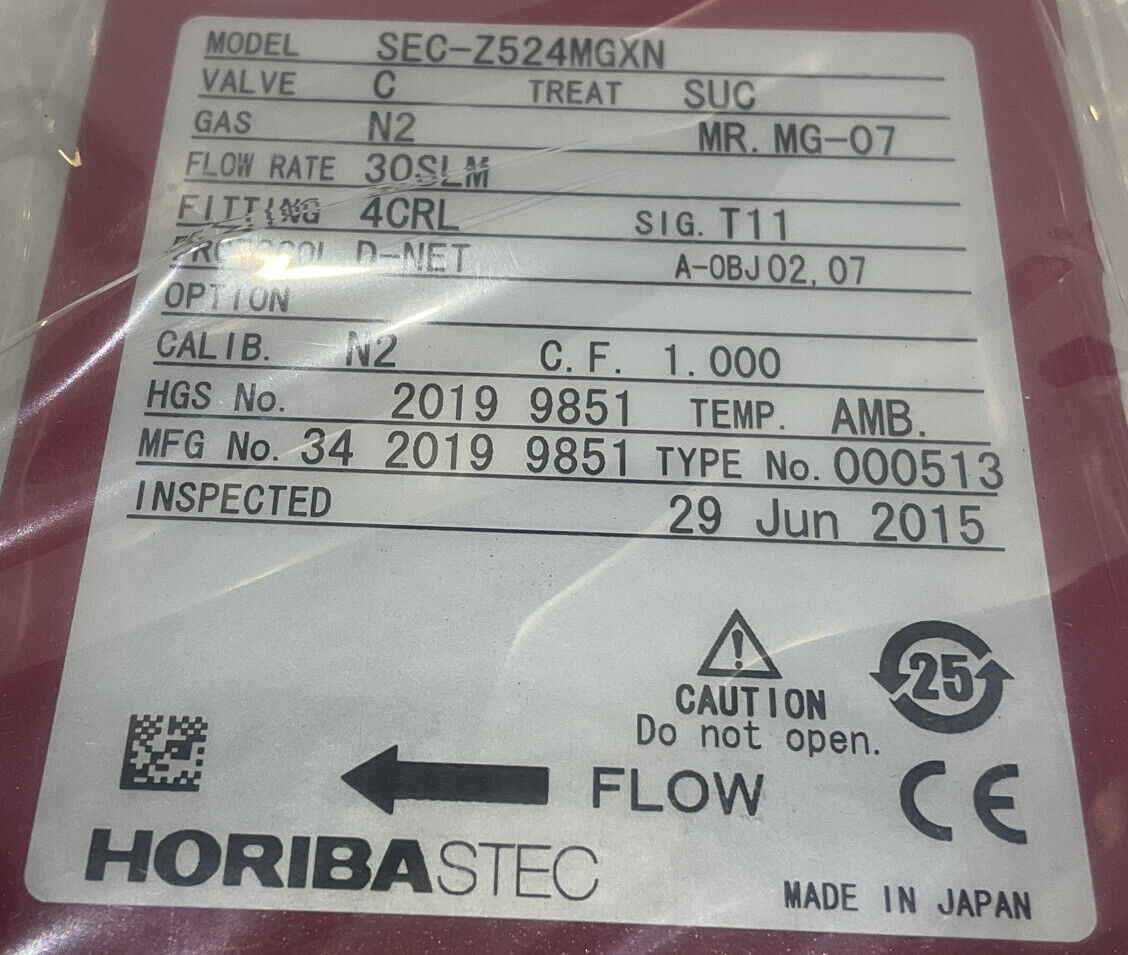 MODEL SEC-Z524MGXN
VALVE C TREAT SUC
GAS N2 MR. MG-07
FLOW RATE 30SLM
FITTING 4CRL SIG. T11
PROTOCOL D-NET A-OBJ02, 07
OPTION
CALIB. N2 C.F. 1.000
HGS No. 2019 9851 TEMP. AMB.
MFG No. 34 2019 9851 TYPE No. 000513
INSPECTED 29 Jun 2015
25
CAUTION
Do not open.
FLOW
CE
HORIBASTEC
MADE IN JAPAN